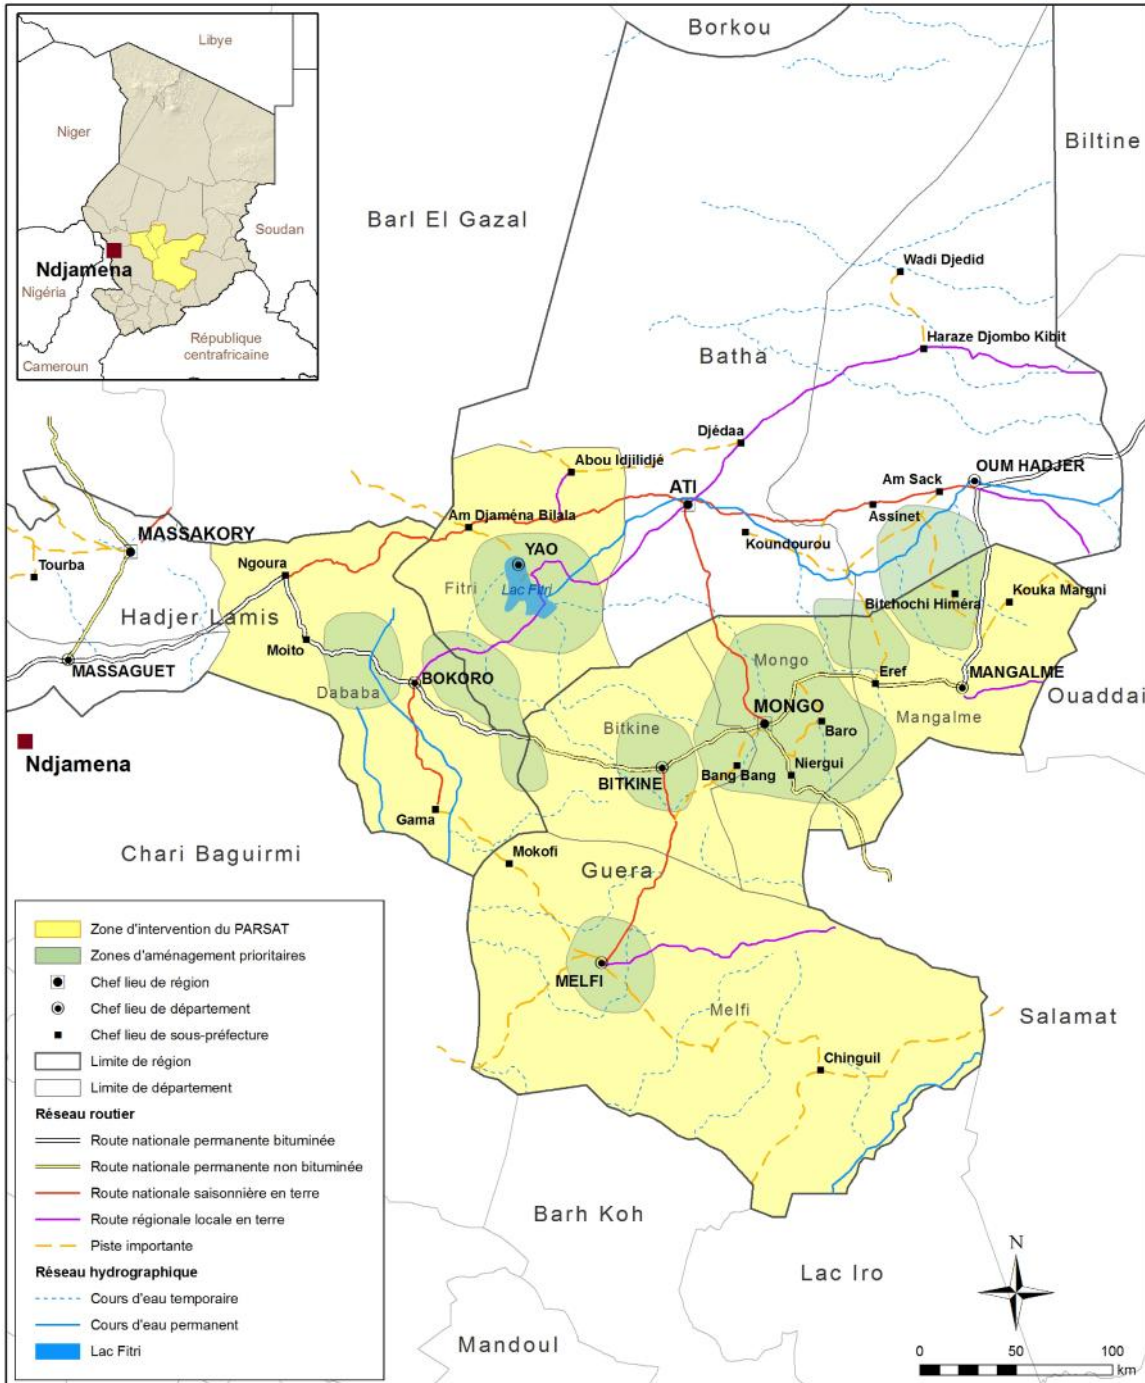 Libye
Niger
Soudan
Ndjamena
Nigéria
République
centrafricaine
Cameroun
Borkou
Biltine
Barl El Gazal
Wadi Djedid
Haraze Djombo Kibit
Batha
Djédaa
Abou Idjilidjé
OUM HADJER
Am Sack
ATI
Am Djaména Bilala
Assinet
MASSAKORY
Koundourou
YAO
Ngoura
Tourba
Fitri
Lac Fitri
Bitchochi Himéra
Kouka Margni
Hadjer Lamis
Moito
Mongo
MASSAGUET
BOKORO
Eref
MANGALME
Dababa
Ouaddai
MONGO
Mangalme
Bitkine
Baro
Ndjamena
BITKINE
Bang Bang
Niergui
Gama
Chari Baguirmi
Mokofi
Guera
MELFI
Melfi
Salamat
Chinguil
Barh Koh
Lac Iro
Mandoul
Zone d'intervention du PARSAT
Zones d'aménagement prioritaires
Chef lieu de région
Chef lieu de département
Chef lieu de sous-préfecture
Limite de région
Limite de département
Réseau routier
Route nationale permanente bituminée
Route nationale permanente non bituminée
Route nationale saisonnière en terre
Route régionale locale en terre
Piste importante
Réseau hydrographique
Cours d'eau temporaire
Cours d'eau permanent
Lac Fitri
N
0 50 100
km